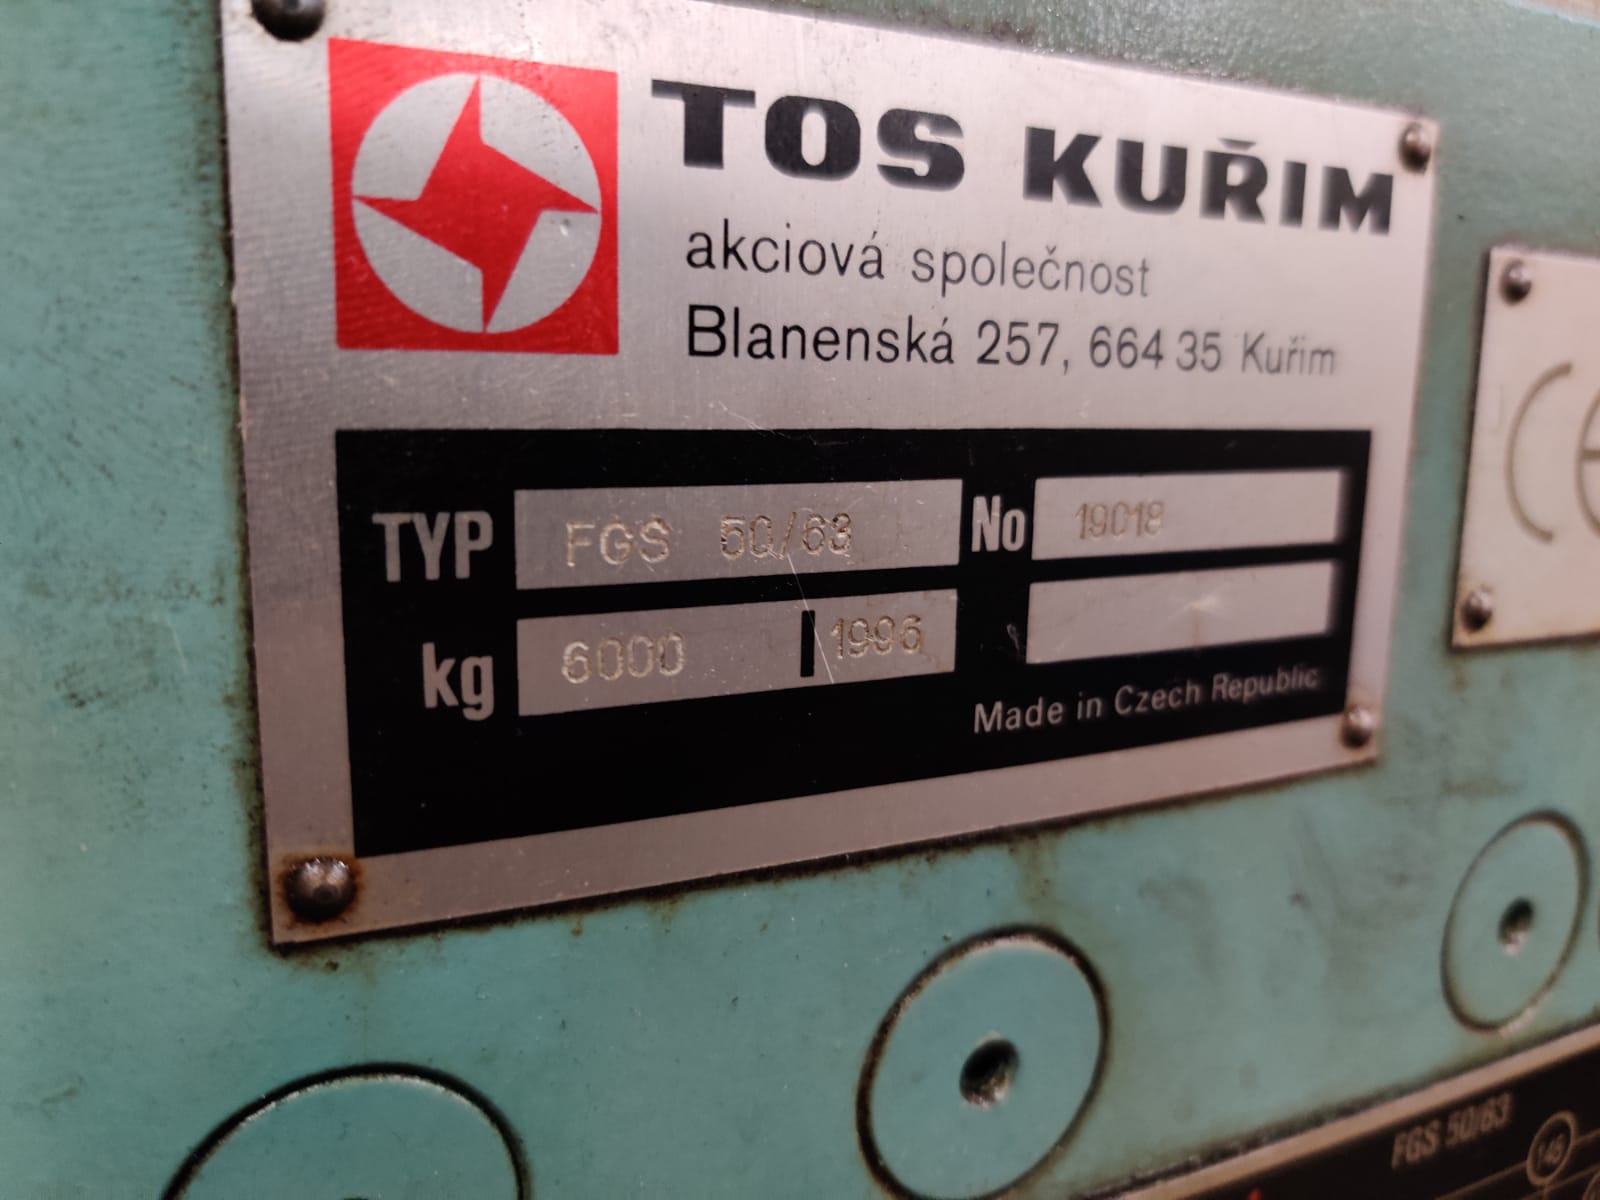 TOS KUŘIM
akciová společnost
Blanenská 257, 664 35 Kuřim
TYP FGS 50/63 No 19018
kg 6000 1996
Made in Czech Republic
CE
FGS 50/63